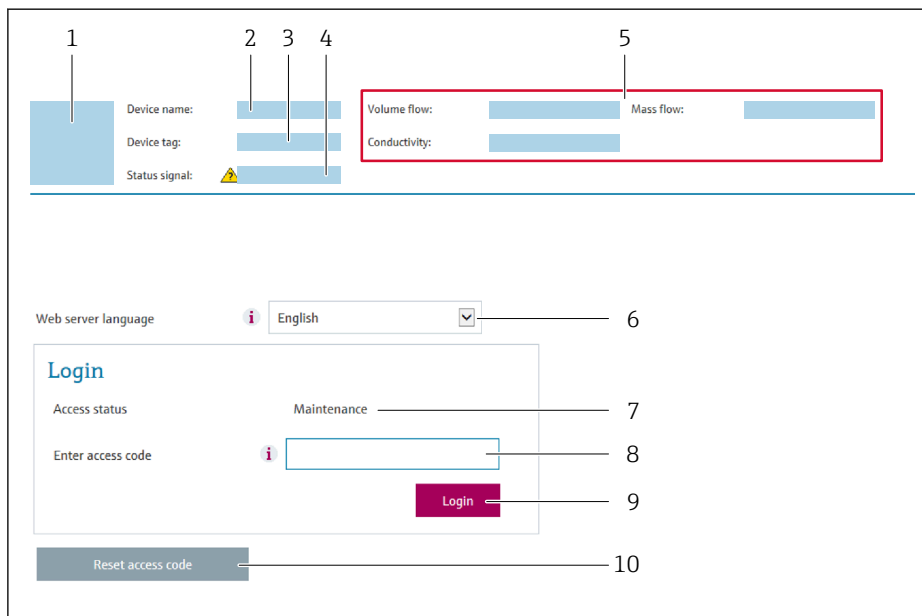 1 2 3 4 5
Device name: Volume flow: Mass flow:
Device tag: Conductivity:
Status signal: ?
Web server language i English 6
Login
Access status Maintenance 7
Enter access code i 8
Login 9
Reset access code 10